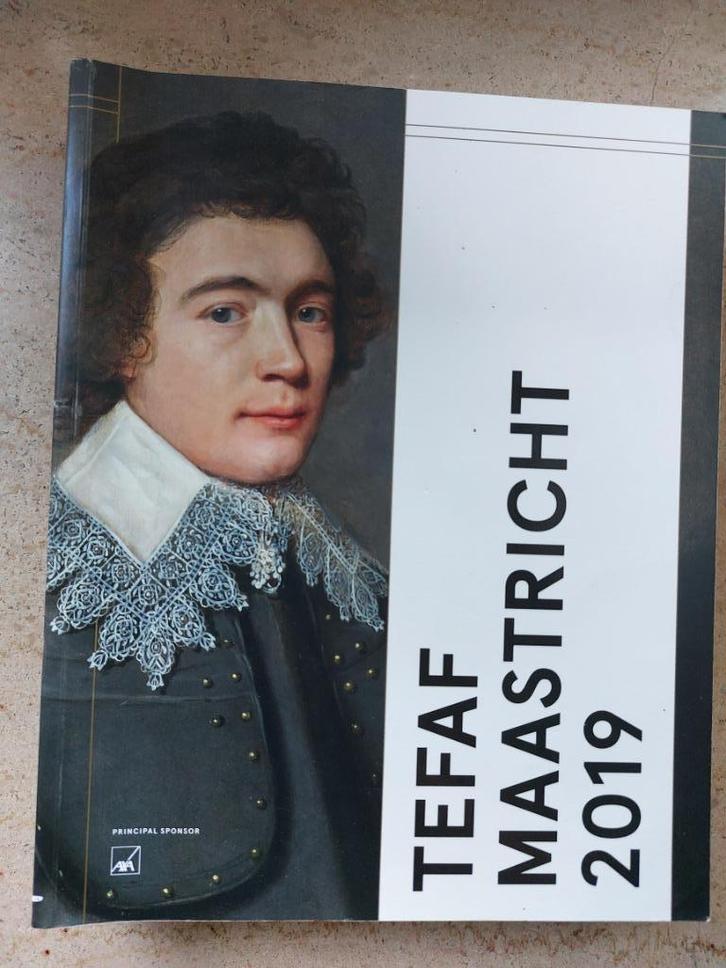 TEFAF
MAASTRICHT
2019
PRINCIPAL SPONSOR
AXA